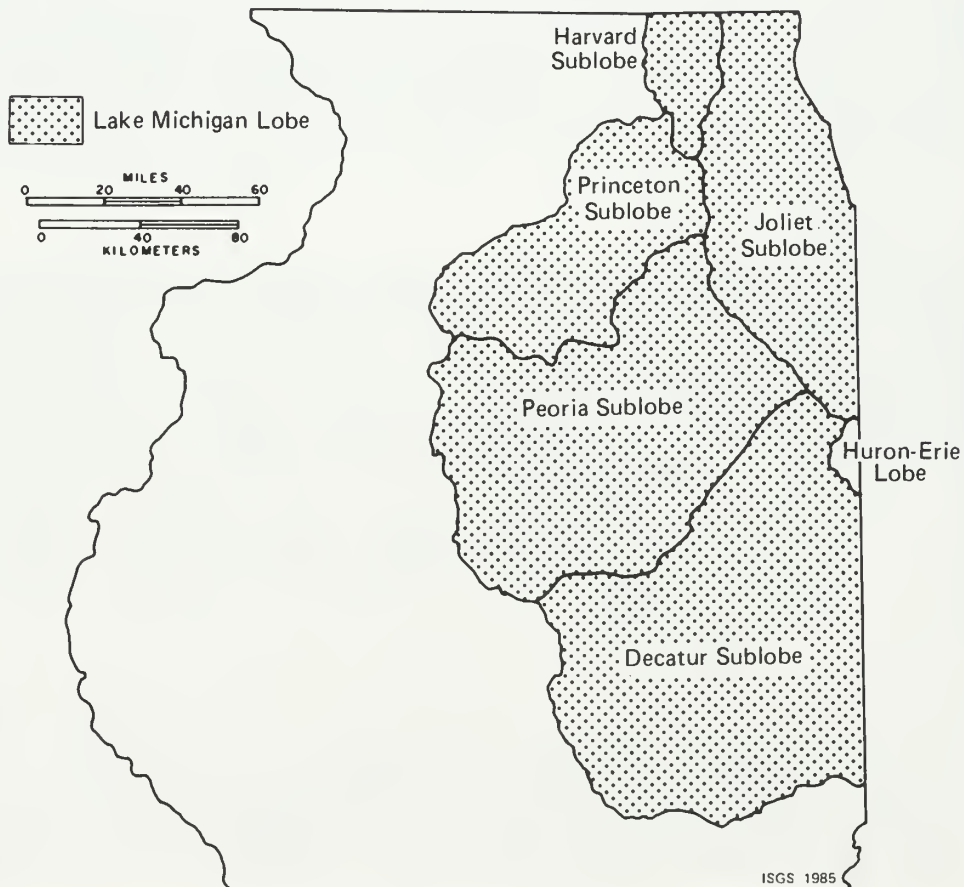 Harvard
Sublobe
Lake Michigan Lobe
MILES
0 20 40 60
0 40 80
KILOMETERS
Princeton
Sublobe
Joliet
Sublobe
Peoria Sublobe
Huron-Erie
Lobe
Decatur Sublobe
ISGS 1985